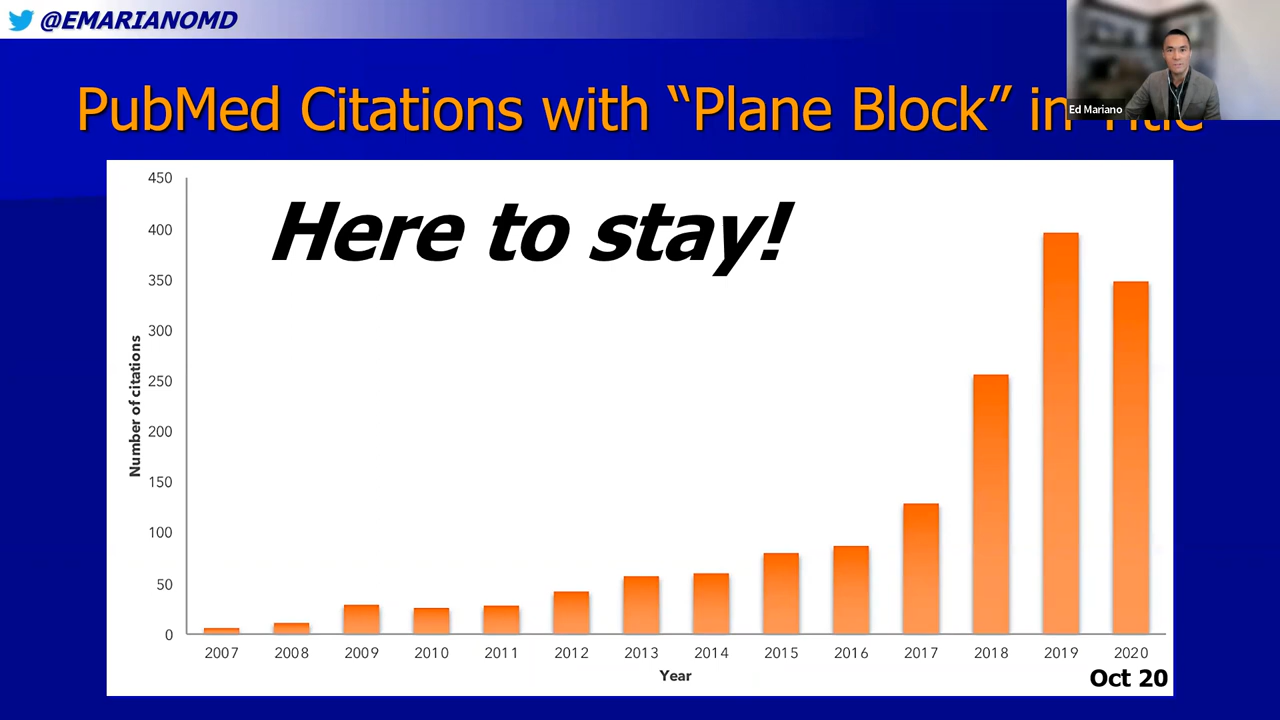 @EMARIANOMD
Ed Mariano
PubMed Citations with “Plane Block” in Title
Here to stay!
450
400
350
300
250
200
150
100
50
0
Number of citations
2007 2008 2009 2010 2011 2012 2013 2014 2015 2016 2017 2018 2019 2020
Year
Oct 20